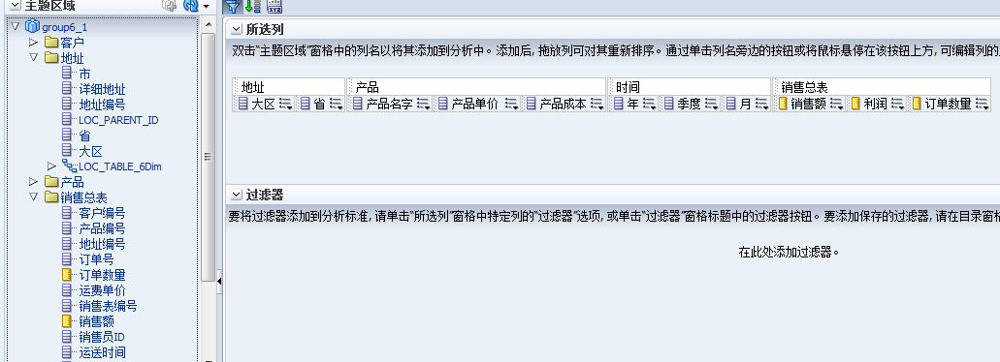 主题区域
group6_1
客户
地址
市
详细地址
地址编号
LOC_PARENT_ID
省
大区
LOC_TABLE_6Dim
产品
销售总表
客户编号
产品编号
地址编号
订单号
订单数量
运费单价
销售表编号
销售额
销售员ID
运送时间
XYZ
所选列
双击"主题区域"窗格中的列名以将其添加到分析中。添加后, 拖放列可对其重新排序。通过单击列名旁边的按钮或将鼠标悬停在该按钮上方, 可编辑列的
地址 产品 时间 销售总表
大区 省 产品名字 产品单价 产品成本 年 季度 月 销售额 利润 订单数量
过滤器
要将过滤器添加到分析标准, 请单击"所选列"窗格中特定列的"过滤器"选项, 或单击"过滤器"窗格标题中的过滤器按钮。要添加保存的过滤器, 请在目录窗格
在此处添加过滤器。